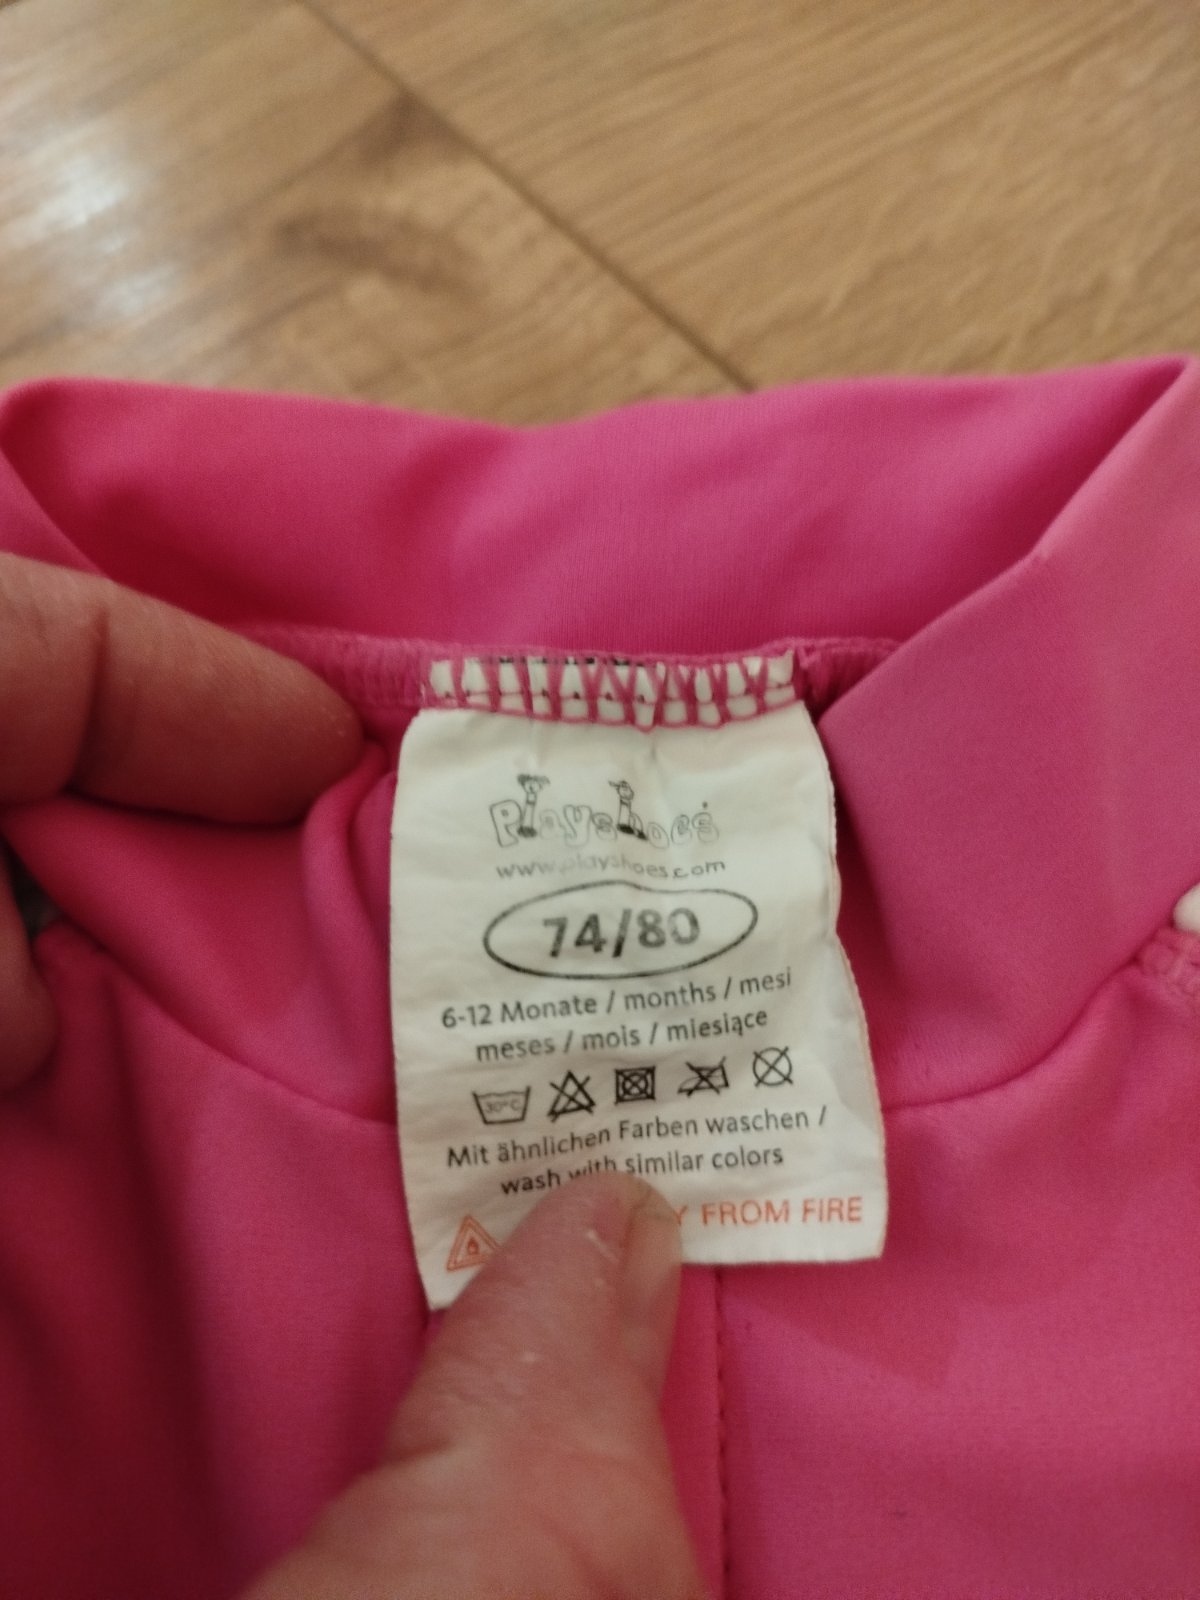 Playshoes
www.playshoes.com
74/80
6-12 Monate / months / mesi
meses / mois / miesiące
30°C
Mit ähnlichen Farben waschen /
wash with similar colors
Y FROM FIRE